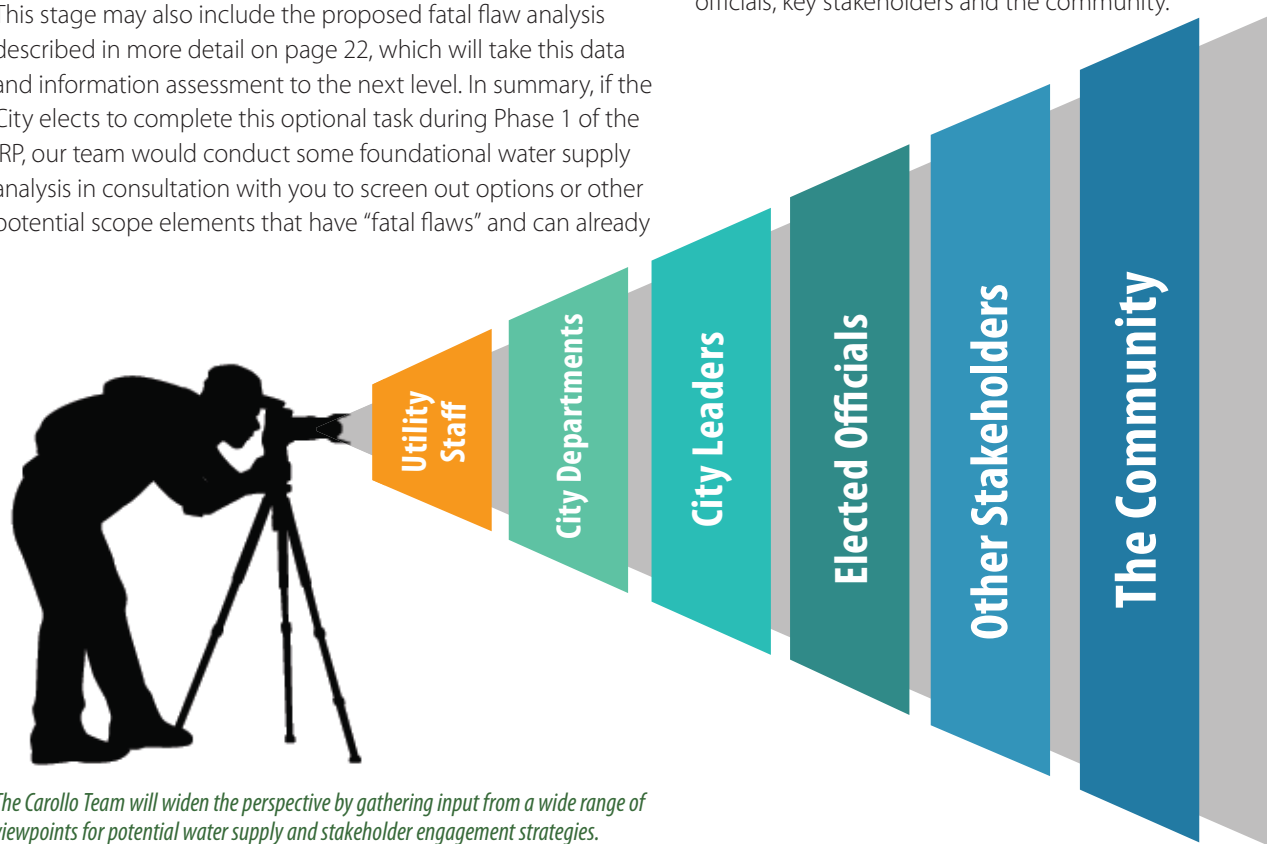 This stage may also include the proposed fatal flaw analysis
described in more detail on page 22, which will take this data
and information assessment to the next level. In summary, if the
City elects to complete this optional task during Phase 1 of the
IRP, our team would conduct some foundational water supply
analysis in consultation with you to screen out options or other
potential scope elements that have “fatal flaws” and can already
officials, key stakeholders and the community.
Utility
Staff
City Departments
City Leaders
Elected Officials
Other Stakeholders
The Community
The Carollo Team will widen the perspective by gathering input from a wide range of
viewpoints for potential water supply and stakeholder engagement strategies.